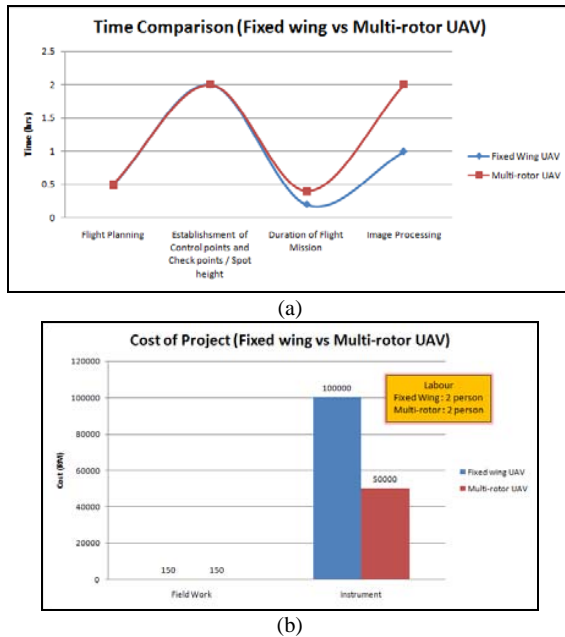 Time Comparison (Fixed wing vs Multi-rotor UAV)
2.5
2
1.5
1
0.5
0
Time (hrs)
Flight Planning
Establishment of
Control points and
Check points / Spot
height
Duration of Flight
Mission
Image Processing
Fixed Wing UAV
Multi-rotor UAV
(a)
Cost of Project (Fixed wing vs Multi-rotor UAV)
120000
100000
80000
60000
40000
20000
0
Cost (RM)
150
150
100000
50000
Field Work
Instrument
Labour
Fixed Wing : 2 person
Multi-rotor : 2 person
Fixed wing UAV
Multi-rotor UAV
(b)